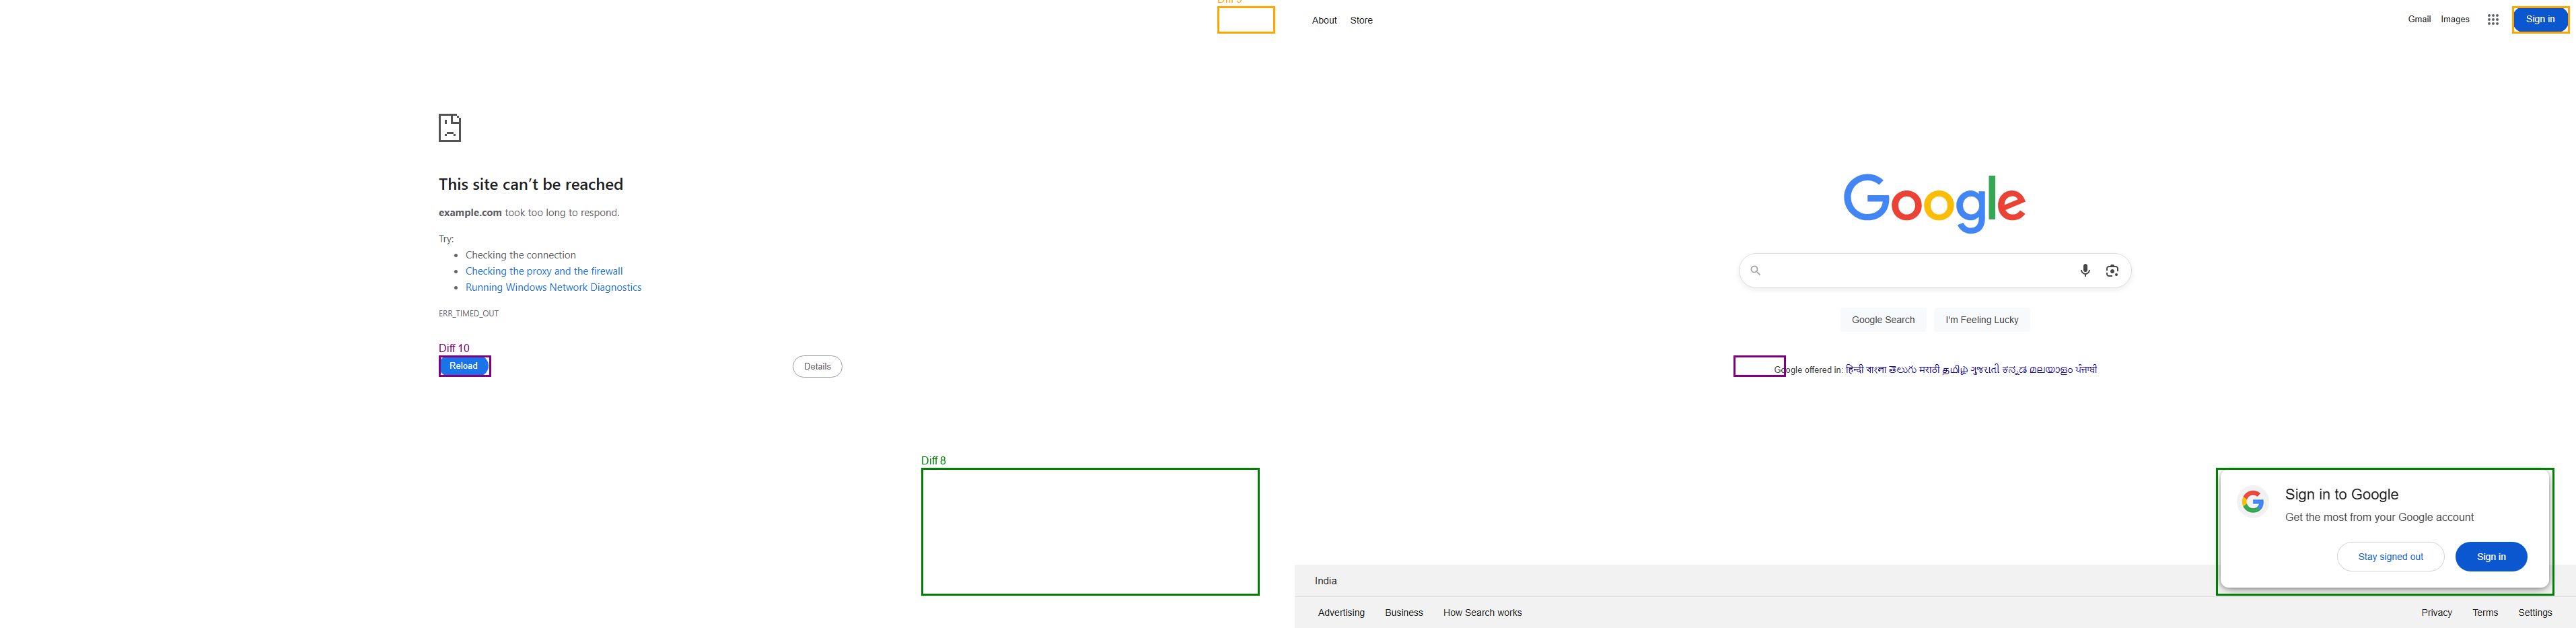 About Store
Gmail Images Sign in
This site can't be reached
example.com took too long to respond.
Try:
Checking the connection
Checking the proxy and the firewall
Running Windows Network Diagnostics
ERR_TIMED_OUT
Diff 10
Reload
Details
Diff 8
Google
Google Search
I'm Feeling Lucky
Google offered in: हिन्दी বাংলা తెలుగు मराठी தமிழ் ગુજરાતી ಕನ್ನಡ മലയാളം ਪੰਜਾਬੀ
Sign in to Google
Get the most from your Google account
Stay signed out
Sign in
India
Advertising Business How Search works
Privacy Terms Settings